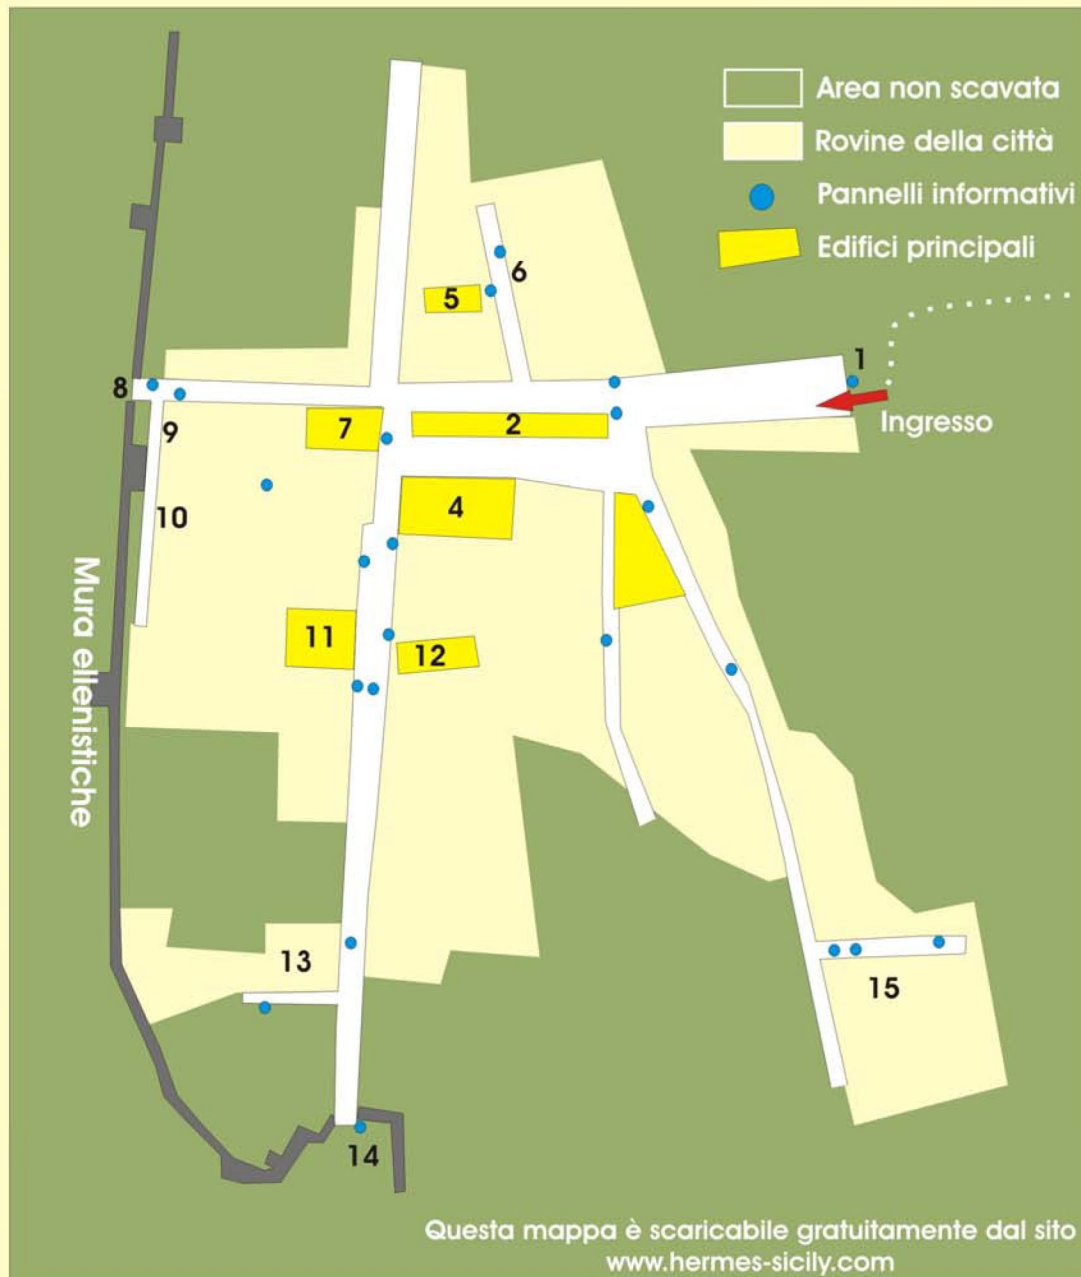 Area non scavata
Rovine della città
Pannelli informativi
Edifici principali
6
5
1
8
Ingresso
9
7
2
10
4
Mura ellenistiche
11
12
13
15
14
Questa mappa è scaricabile gratuitamente dal sito
www.hermes-sicily.com